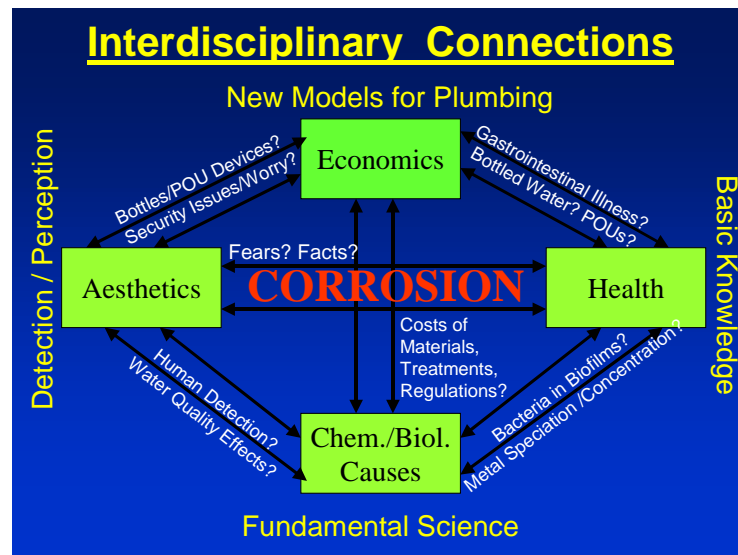 Interdisciplinary Connections
New Models for Plumbing
Economics
Bottles/POU Devices?
Security Issues/Worry?
Gastrointestinal Illness?
Bottled Water? POUs?
Detection / Perception
Basic Knowledge
Fears? Facts?
Aesthetics
CORROSION
Health
Costs of
Materials,
Treatments,
Regulations?
Human Detection?
Water Quality Effects?
Bacteria in Biofilms?
Metal Speciation /Concentration?
Chem./Biol.
Causes
Fundamental Science